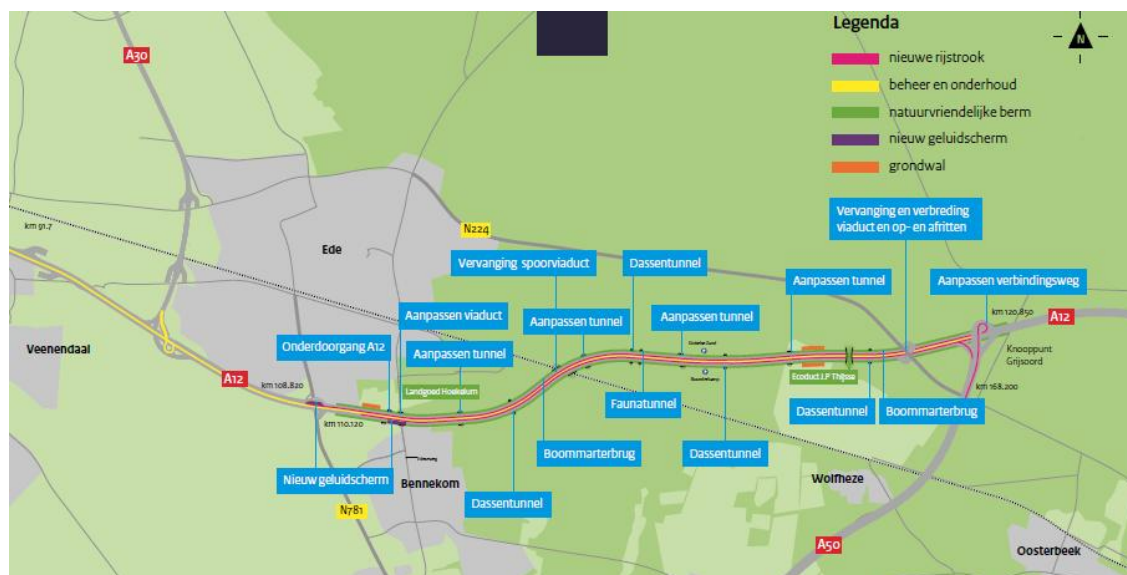 Legenda
nieuwe rijstrook
beheer en onderhoud
natuurvriendelijke berm
nieuw geluidscherm
grondwal
N
A30
km 91.7
Ede
N224
Vervanging en verbreding
viaduct en op- en afritten
Vervanging spoorviaduct
Dassentunnel
Aanpassen tunnel
Aanpassen verbindingsweg
Aanpassen viaduct
Aanpassen tunnel
Aanpassen tunnel
km 120,850
A12
Onderdoorgang A12
Aanpassen tunnel
Veenendaal
Knooppunt
Grijsoord
A12
km 108.820
Landgoed Hoekelum
Ecoduct J.P Thijsse
km 168.200
Faunatunnel
Dassentunnel
Boommarterbrug
km 110.120
Boommarterbrug
Dassentunnel
Nieuw geluidscherm
Bennekom
Dassentunnel
Wolfheze
N781
A50
Oosterbeek